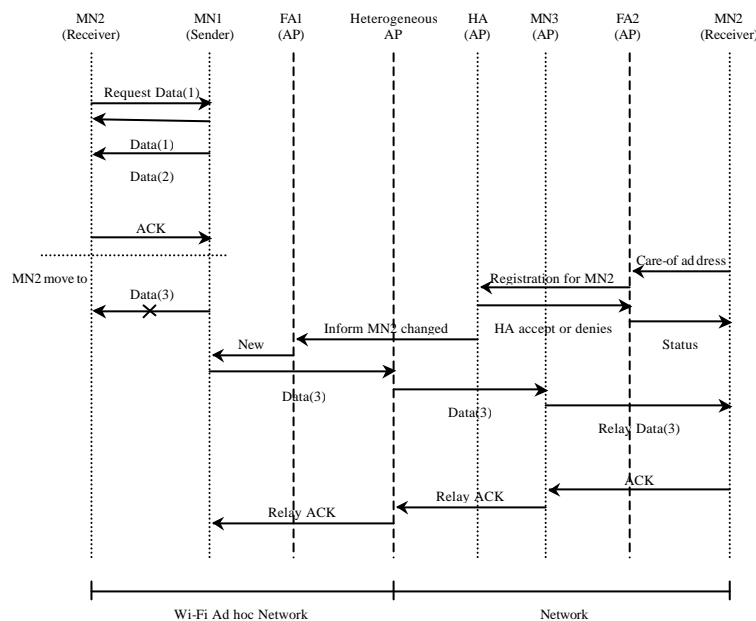 MN2 MN1 FA1 Heterogeneous HA MN3 FA2 MN2
(Receiver) (Sender) (AP) AP (AP) (AP) (AP) (Receiver)
Request Data(1)
Data(1)
Data(2)
ACK
Care-of address
MN2 move to
Registration for MN2
Data(3)
Inform MN2 changed
HA accept or denies
New
Status
Data(3)
Data(3)
Relay Data(3)
ACK
Relay ACK
Relay ACK
Wi-Fi Ad hoc Network
Network